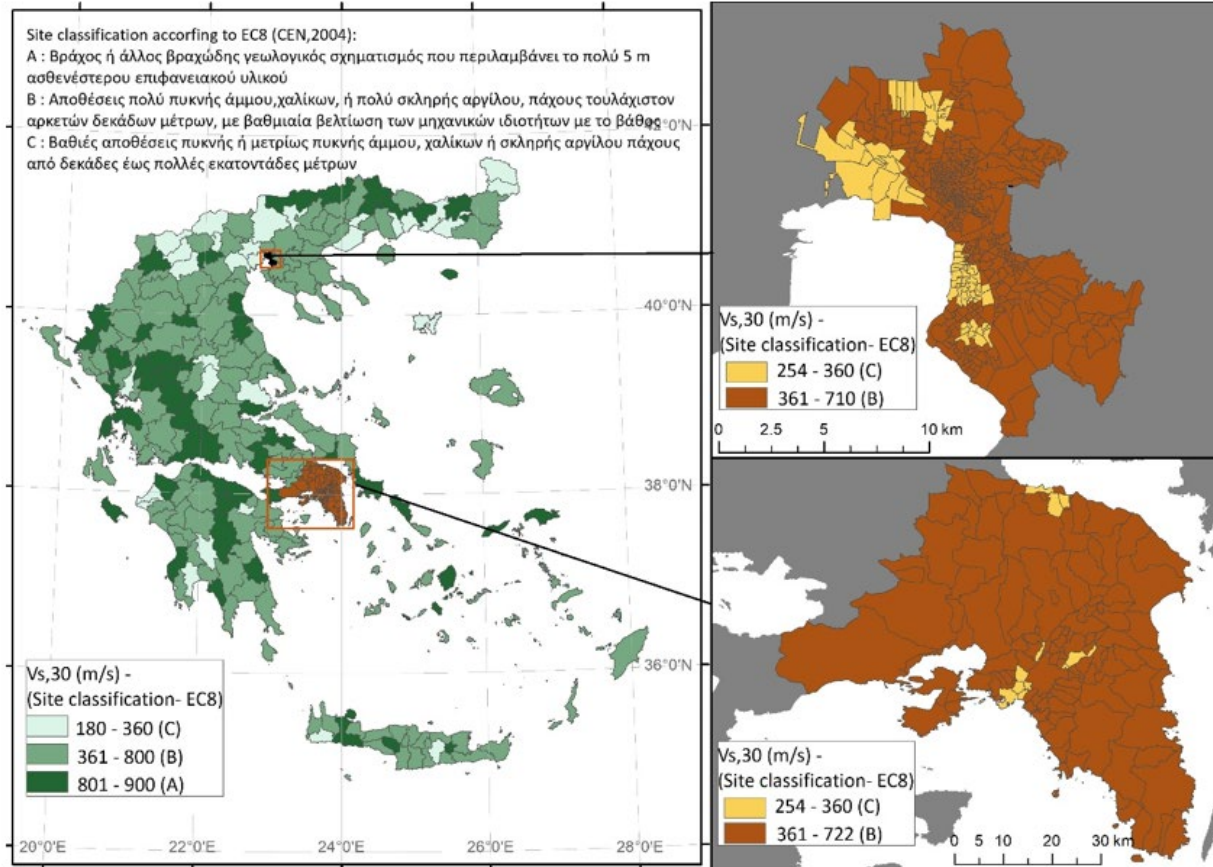 Site classification accorfing to EC8 (CEN,2004):
Α : Βράχος ή άλλος βραχώδης γεωλογικός σχηματισμός που περιλαμβάνει το πολύ 5 m
ασθενέστερου επιφανειακού υλικού
Β : Αποθέσεις πολύ πυκνής άμμου,χαλίκων, ή πολύ σκληρής αργίλου, πάχους τουλάχιστον
αρκετών δεκάδων μέτρων, με βαθμιαία βελτίωση των μηχανικών ιδιοτήτων με το βάθος
C : Βαθιές αποθέσεις πυκνής ή μετρίως πυκνής άμμου, χαλίκων ή σκληρής αργίλου πάχους
από δεκάδες έως πολλές εκατοντάδες μέτρων
42°0'N
40°0'N
38°0'N
36°0'N
Vs,30 (m/s) -
(Site classification- EC8)
180 - 360 (C)
361 - 800 (B)
801 - 900 (A)
20°0'E
22°0'E
24°0'E
26°0'E
28°0'E
Vs,30 (m/s) -
(Site classification- EC8)
254 - 360 (C)
361 - 710 (B)
0 2.5 5 10 km
Vs,30 (m/s) -
(Site classification- EC8)
254 - 360 (C)
361 - 722 (B)
0 5 10 20 30 km